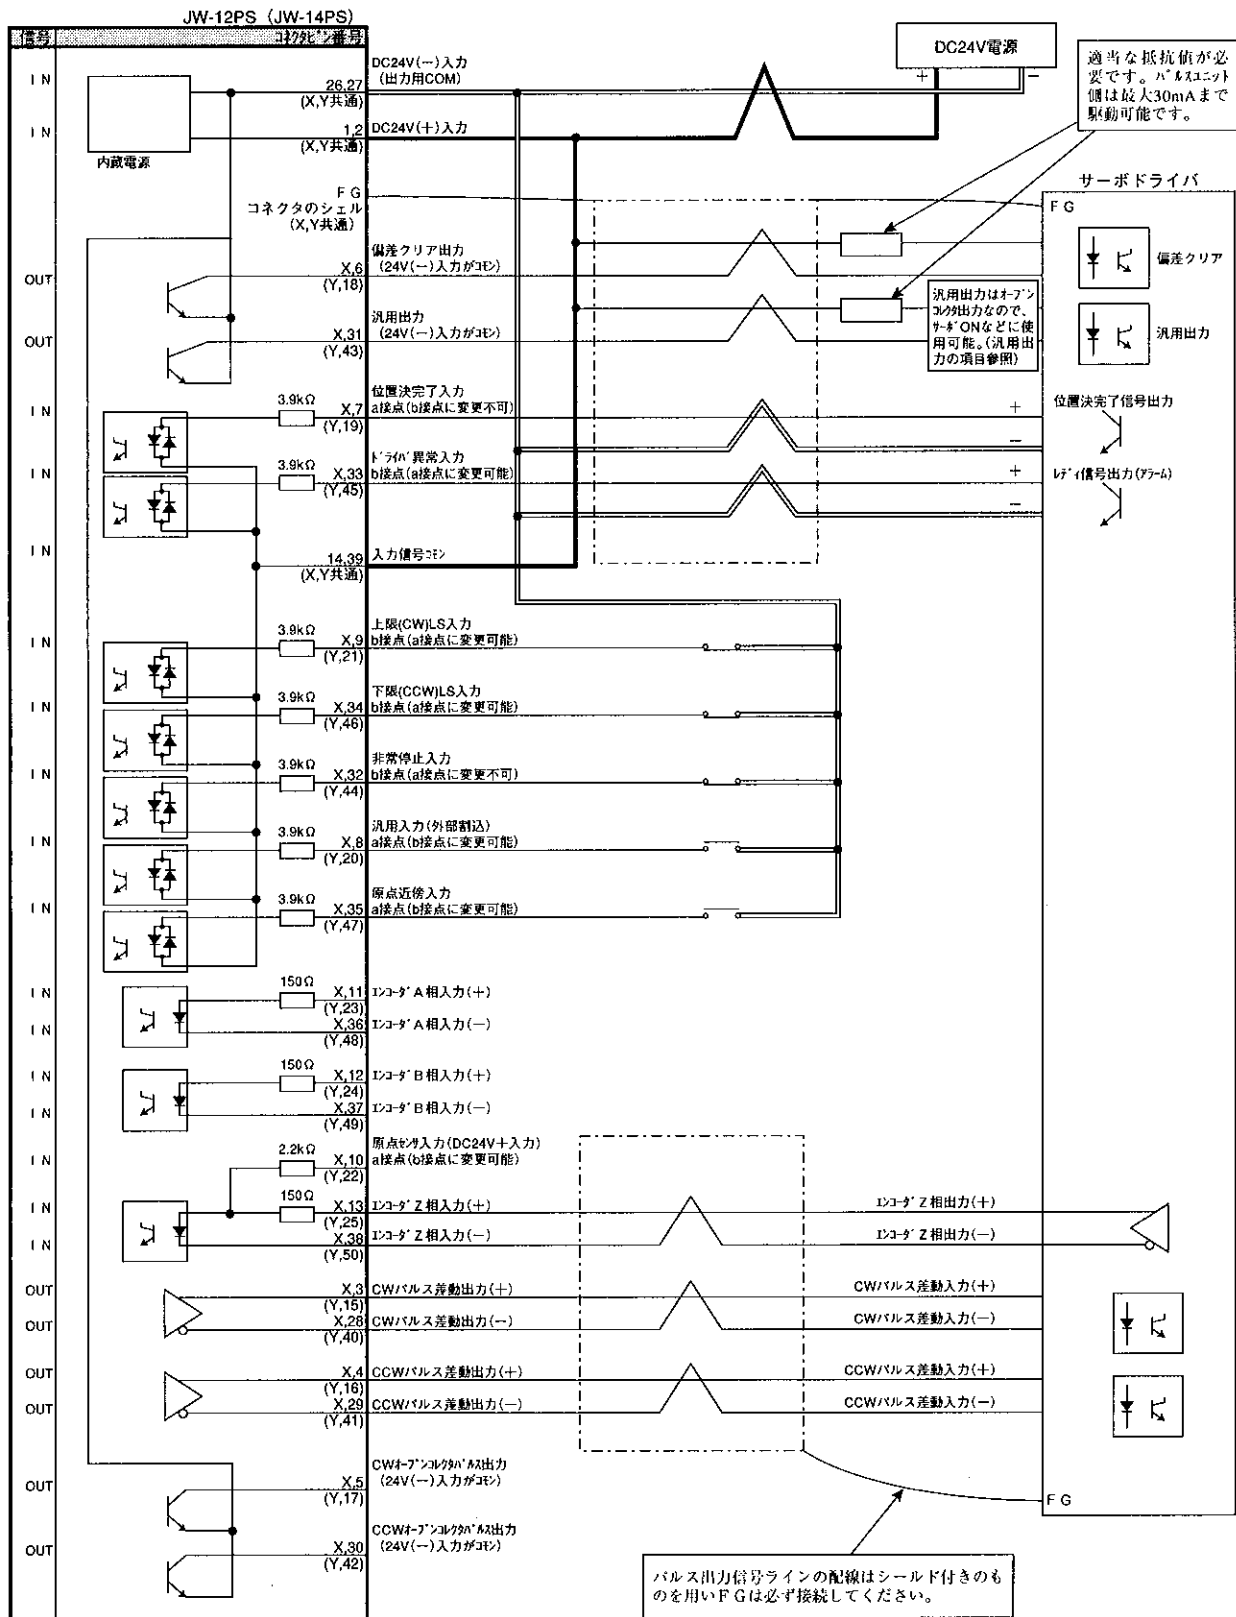 JW-12PS (JW-14PS)
信号
コネクタピン番号
IN
26,27
(X,Y共通)
DC24V(−)入力
(出力用COM)
IN
1,2
(X,Y共通)
DC24V(+)入力
内蔵電源
DC24V電源
+
−
適当な抵抗値が必
要です。パルスユニット
側は最大30mAまで
駆動可能です。
サーボドライバ
FG
コネクタのシェル
(X,Y共通)
FG
OUT
X,6
(Y,18)
偏差クリア出力
(24V(−)入力がコモン)
偏差クリア
OUT
X,31
(Y,43)
汎用出力
(24V(−)入力がコモン)
汎用出力はオープン
コレクタ出力なので、
サーボONなどに使
用可能。(汎用出
力の項目参照)
汎用出力
IN
3.9kΩ
X,7
(Y,19)
位置決完了入力
a接点(b接点に変更不可)
+
−
位置決完了信号出力
IN
3.9kΩ
X,33
(Y,45)
ドライバ異常入力
b接点(a接点に変更可能)
+
−
レディ信号出力(アラーム)
IN
14,39
(X,Y共通)
入力信号コモン
IN
3.9kΩ
X,9
(Y,21)
上限(CW)LS入力
b接点(a接点に変更可能)
IN
3.9kΩ
X,34
(Y,46)
下限(CCW)LS入力
b接点(a接点に変更可能)
IN
3.9kΩ
X,32
(Y,44)
非常停止入力
b接点(a接点に変更不可)
IN
3.9kΩ
X,8
(Y,20)
汎用入力(外部割込)
a接点(b接点に変更可能)
IN
3.9kΩ
X,35
(Y,47)
原点近傍入力
a接点(b接点に変更可能)
IN
150Ω
X,11
(Y,23)
エンコーダA相入力(+)
IN
X,36
(Y,48)
エンコーダA相入力(−)
IN
150Ω
X,12
(Y,24)
エンコーダB相入力(+)
IN
X,37
(Y,49)
エンコーダB相入力(−)
IN
2.2kΩ
X,10
(Y,22)
原点センサ入力(DC24V+入力)
a接点(b接点に変更可能)
IN
150Ω
X,13
(Y,25)
エンコーダZ相入力(+)
エンコーダZ相出力(+)
IN
X,38
(Y,50)
エンコーダZ相入力(−)
エンコーダZ相出力(−)
OUT
X,3
(Y,15)
CWパルス差動出力(+)
CWパルス差動入力(+)
OUT
X,28
(Y,40)
CWパルス差動出力(−)
CWパルス差動入力(−)
OUT
X,4
(Y,16)
CCWパルス差動出力(+)
CCWパルス差動入力(+)
OUT
X,29
(Y,41)
CCWパルス差動出力(−)
CCWパルス差動入力(−)
OUT
X,5
(Y,17)
CWオープンコレクタパルス出力
(24V(−)入力がコモン)
FG
OUT
X,30
(Y,42)
CCWオープンコレクタパルス出力
(24V(−)入力がコモン)
パルス出力信号ラインの配線はシールド付きのも
のを用いFGは必ず接続してください。